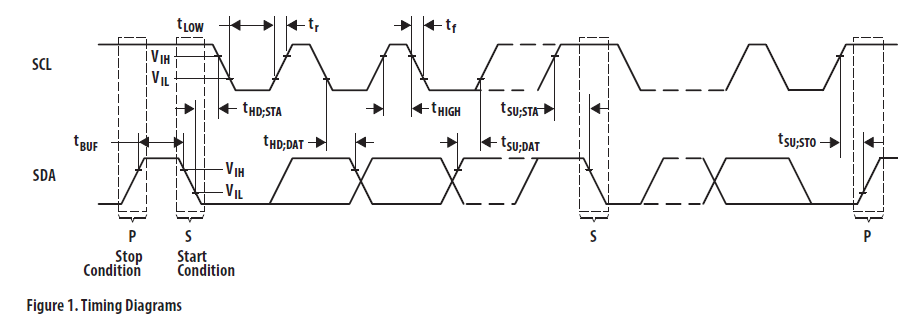 tLOW tr tf
SCL
VIH
VIL
tHD;STA tHIGH tSU;STA
tBUF tHD;DAT tSU;DAT tSU;STO
SDA
VIH
VIL
P S S P
Stop Start
Condition Condition
Figure 1. Timing Diagrams